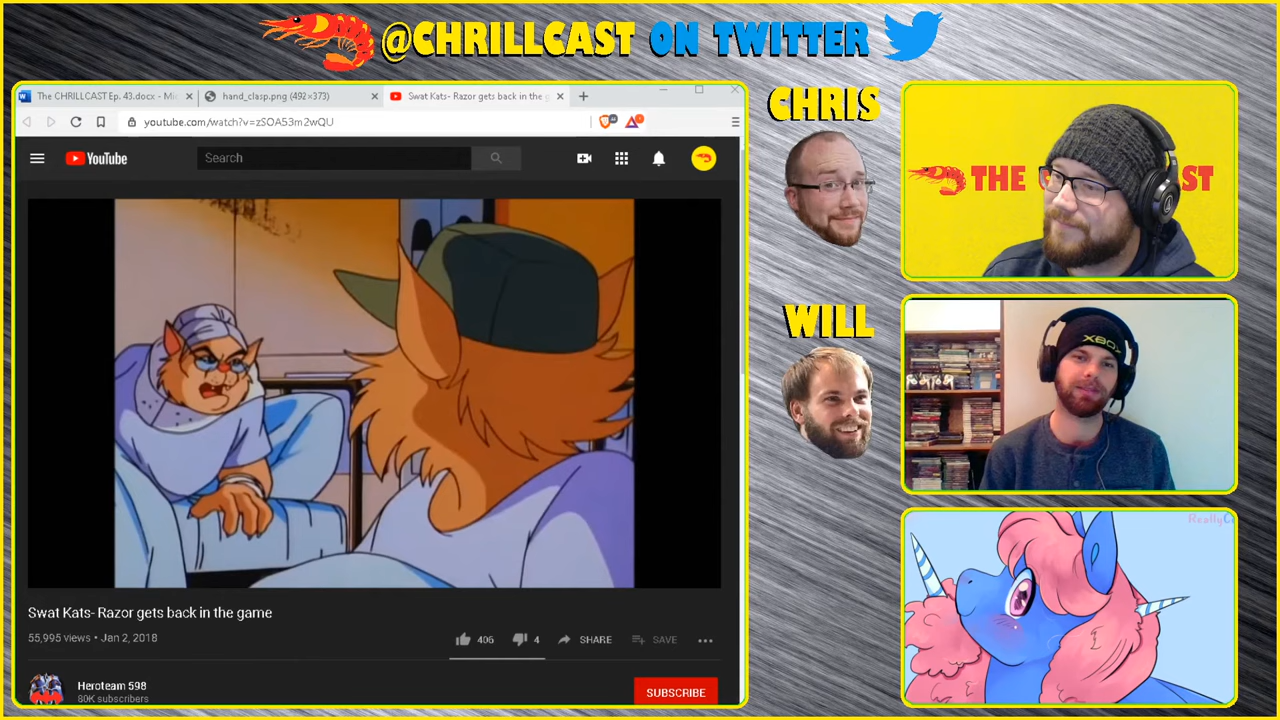 @CHRILLCAST ON TWITTER
The CHRILLCAST Ep. 43.docx - Mi
hand_clasp.png (492×373)
Swat Kats- Razor gets back in the g
youtube.com/watch?v=zSOA53m2wQU
YouTube
Search
Swat Kats- Razor gets back in the game
55,995 views • Jan 2, 2018
406
4
SHARE
SAVE
Heroteam 598
80K subscribers
SUBSCRIBE
CHRIS
THE C ST
WILL
XBO